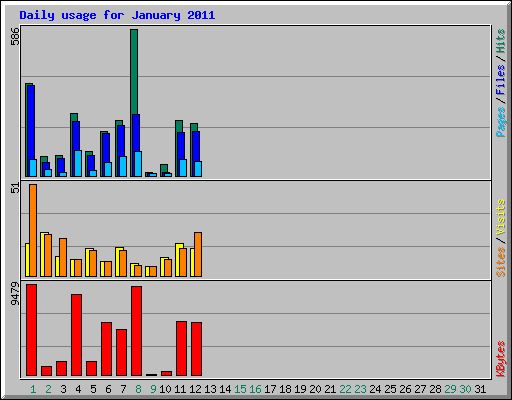 Daily usage for January 2011
586
Pages/Files/Hits
51
Sites/Visits
9479
KBytes
1 2 3 4 5 6 7 8 9 10 11 12 13 14 15 16 17 18 19 20 21 22 23 24 25 26 27 28 29 30 31